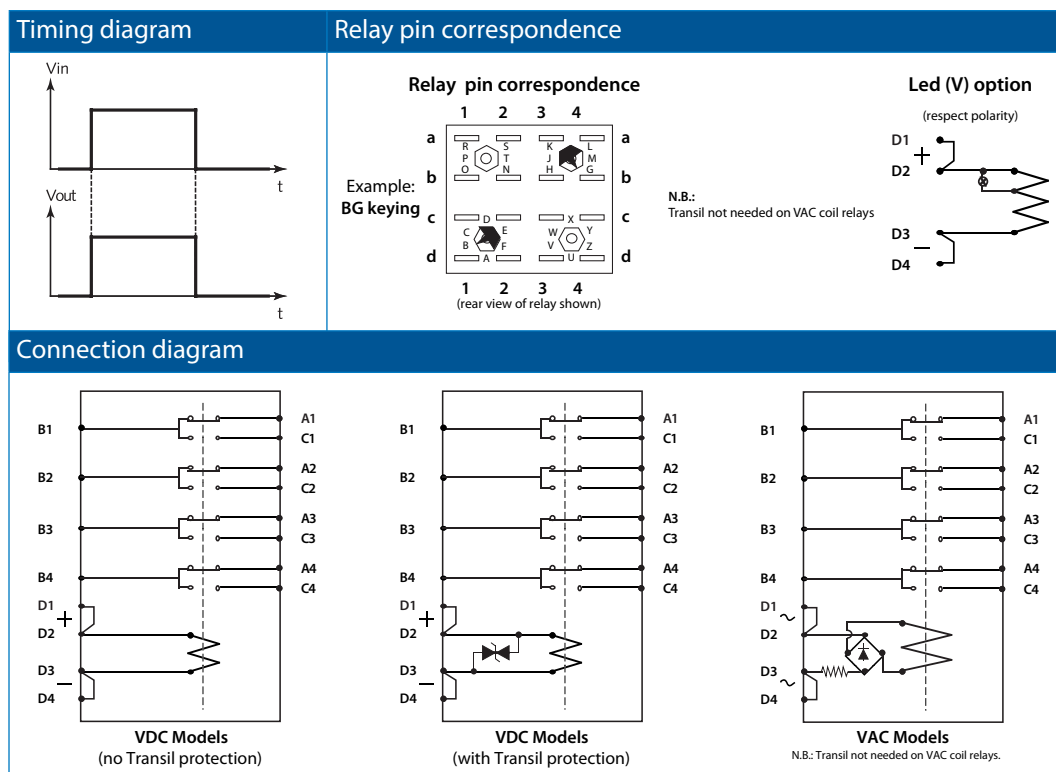 Timing diagram
Relay pin correspondence
Vin
t
Vout
t
Relay pin correspondence
1 2 3 4
a a
R S K L
P T J M
O N H G
b b
Example:
BG keying
c c
D X
C E W Y
B F V Z
A U
d d
1 2 3 4
(rear view of relay shown)
N.B.:
Transil not needed on VAC coil relays
Led (V) option
(respect polarity)
D1
+
D2
D3
–
D4
Connection diagram
B1
A1
C1
B2
A2
C2
B3
A3
C3
B4
A4
C4
D1
+
D2
D3
–
D4
VDC Models
(no Transil protection)
B1
A1
C1
B2
A2
C2
B3
A3
C3
B4
A4
C4
D1
+
D2
D3
–
D4
VDC Models
(with Transil protection)
B1
A1
C1
B2
A2
C2
B3
A3
C3
B4
A4
C4
D1
~
D2
D3
~
D4
VAC Models
N.B.: Transil not needed on VAC coil relays.